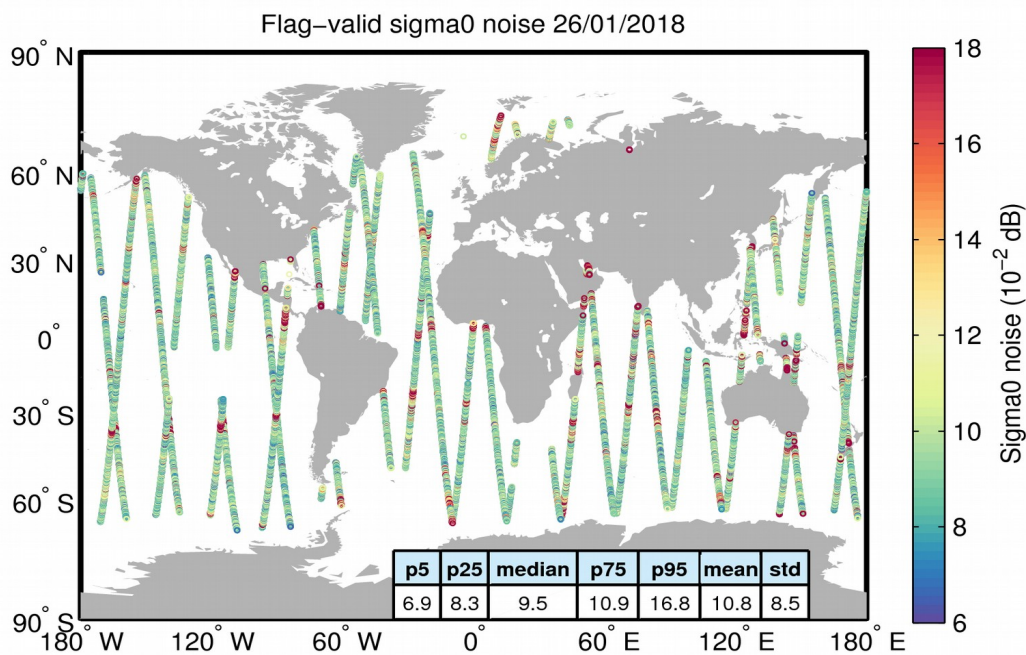 Flag−valid sigma0 noise 26/01/2018
90° N
60° N
30° N
0°
30° S
60° S
90° S
180° W
120° W
60° W
0°
60° E
120° E
180° E
p5 p25 median p75 p95 mean std
6.9 8.3 9.5 10.9 16.8 10.8 8.5
18
16
14
12
10
8
6
Sigma0 noise (10⁻² dB)